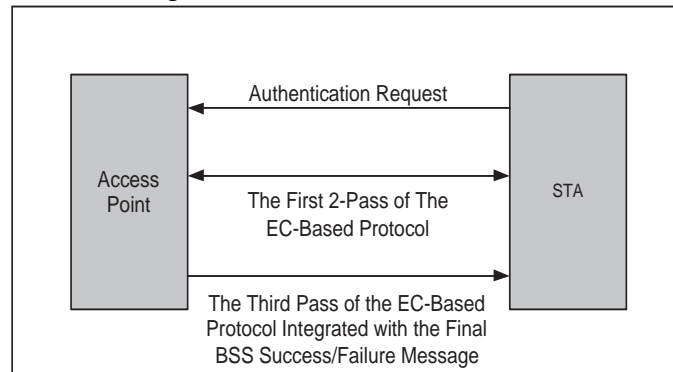 Authentication Request
Access
Point
STA
The First 2-Pass of The
EC-Based Protocol
The Third Pass of the EC-Based
Protocol Integrated with the Final
BSS Success/Failure Message